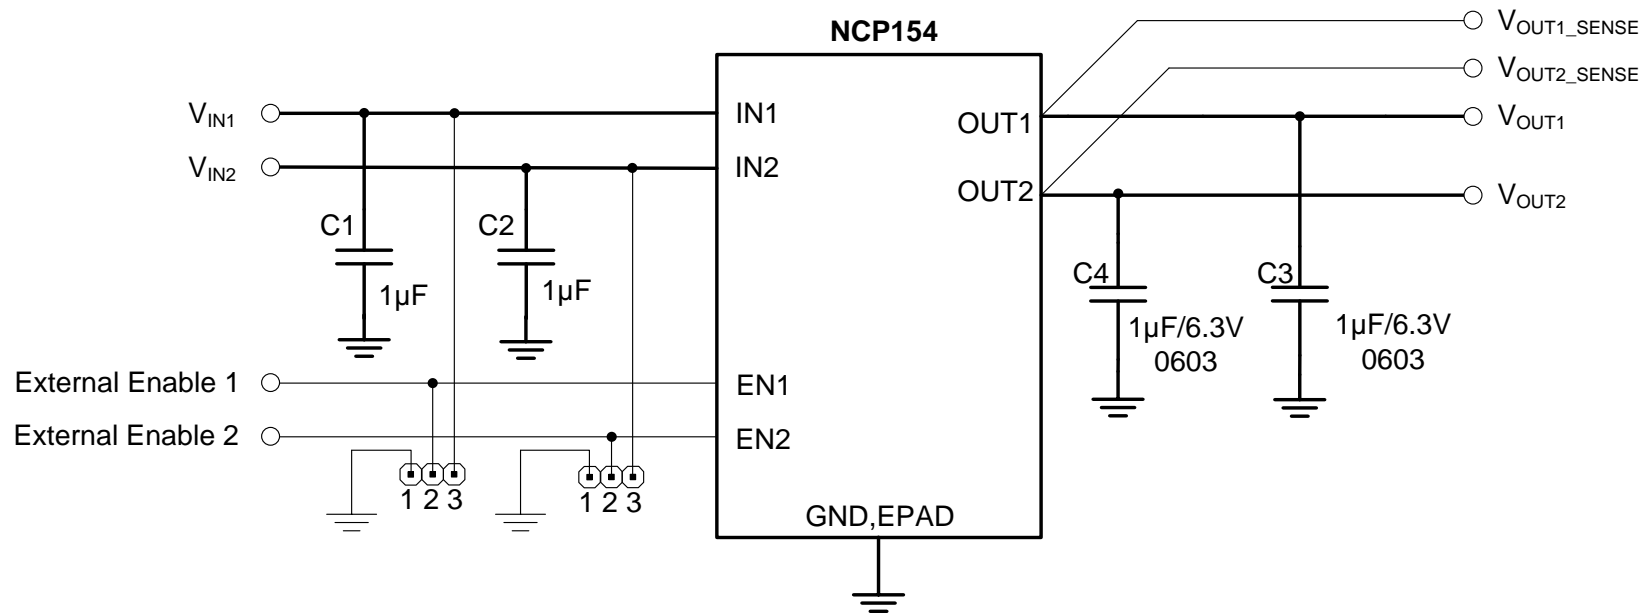 NCP154
VOUT1_SENSE
VOUT2_SENSE
VIN1
IN1
OUT1
VOUT1
VIN2
IN2
OUT2
VOUT2
C1
1µF
C2
1µF
C4
1µF/6.3V
0603
C3
1µF/6.3V
0603
External Enable 1
EN1
External Enable 2
EN2
1 2 3
1 2 3
GND,EPAD